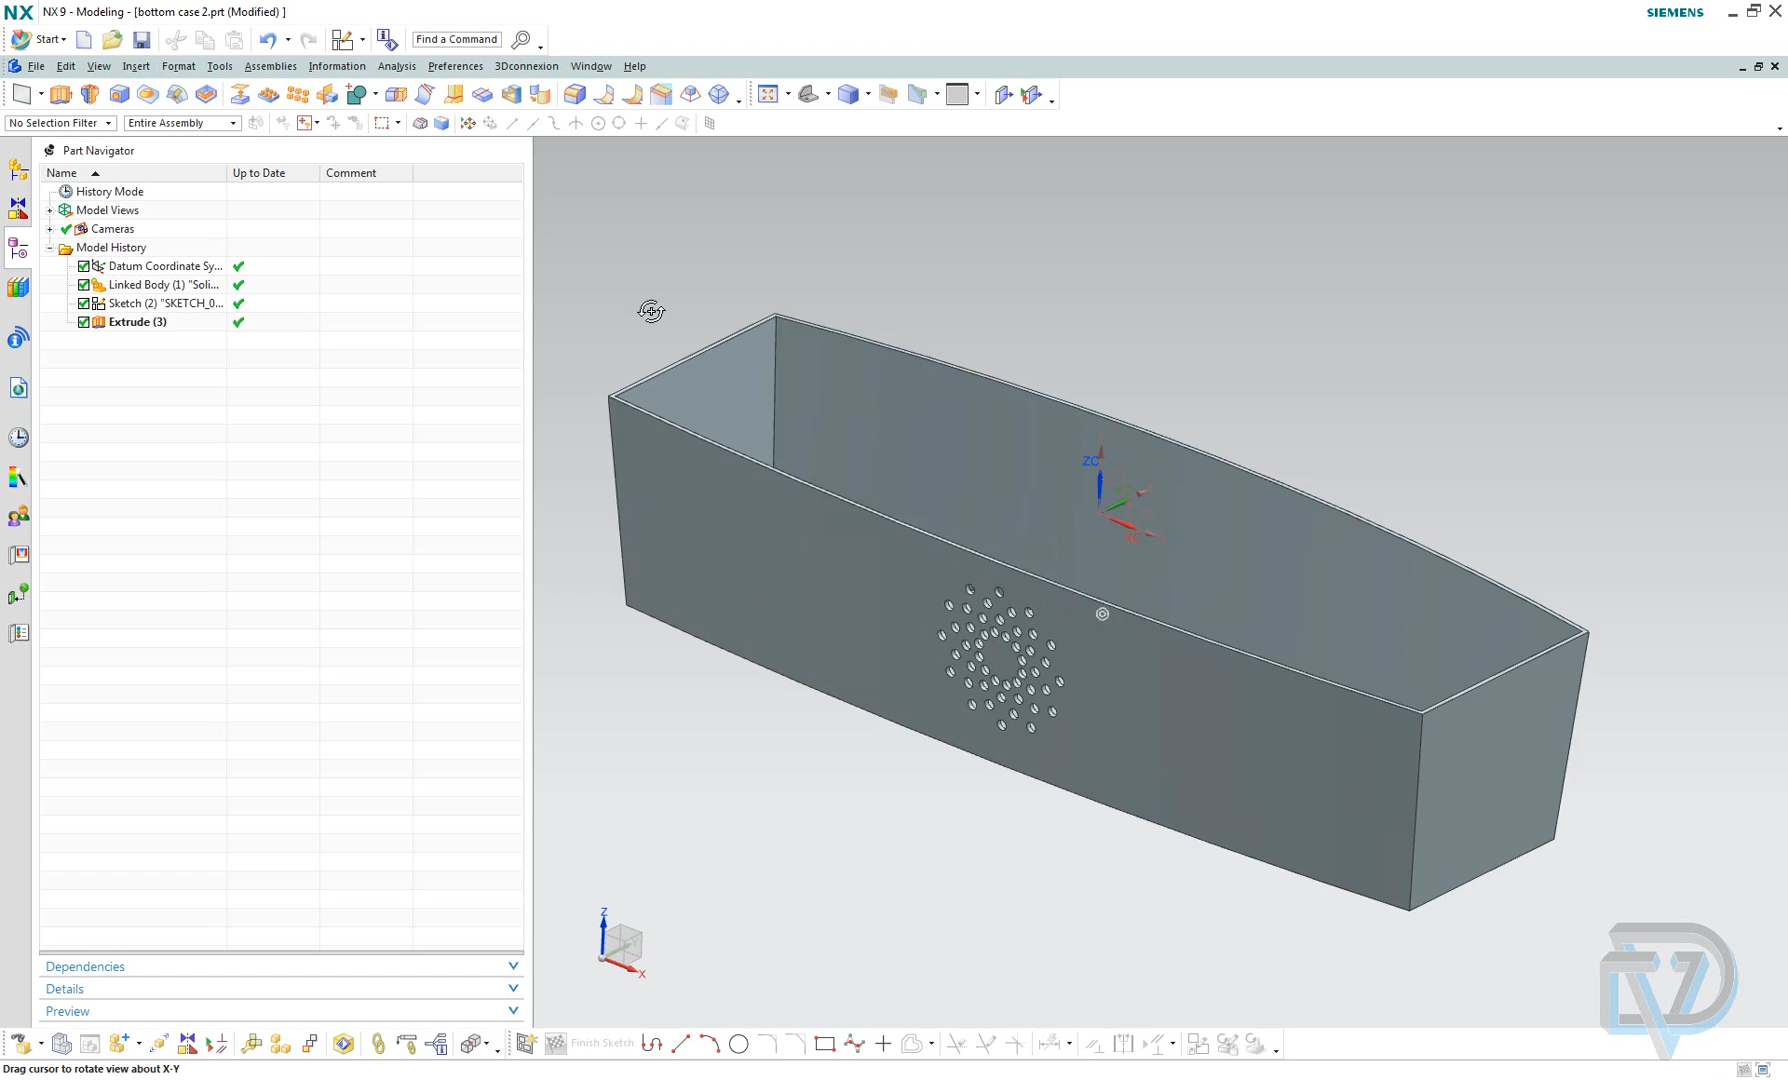 NX NX 9 - Modeling - [bottom case 2.prt (Modified) ] SIEMENS
Start Find a Command
File Edit View Insert Format Tools Assemblies Information Analysis Preferences 3Dconnexion Window Help
No Selection Filter Entire Assembly
Part Navigator
Name Up to Date Comment
History Mode
Model Views
Cameras
Model History
Datum Coordinate Sy...
Linked Body (1) "Soli...
Sketch (2) "SKETCH_0...
Extrude (3)
ZC
XC
Z
Y
X
Dependencies
Details
Preview
Finish Sketch
Drag cursor to rotate view about X-Y